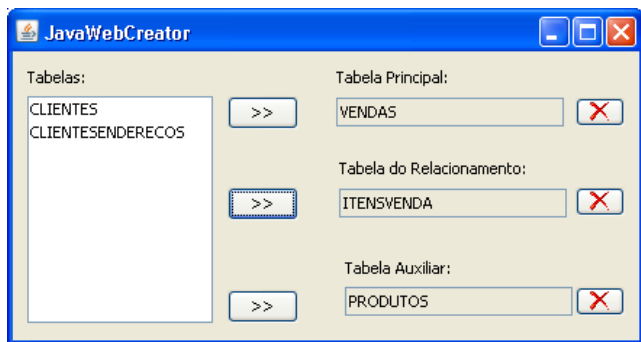 JavaWebCreator
Tabelas:
CLIENTES
CLIENTESENDERECOS
>>
>>
>>
Tabela Principal:
VENDAS
Tabela do Relacionamento:
ITENSVENDA
Tabela Auxiliar:
PRODUTOS